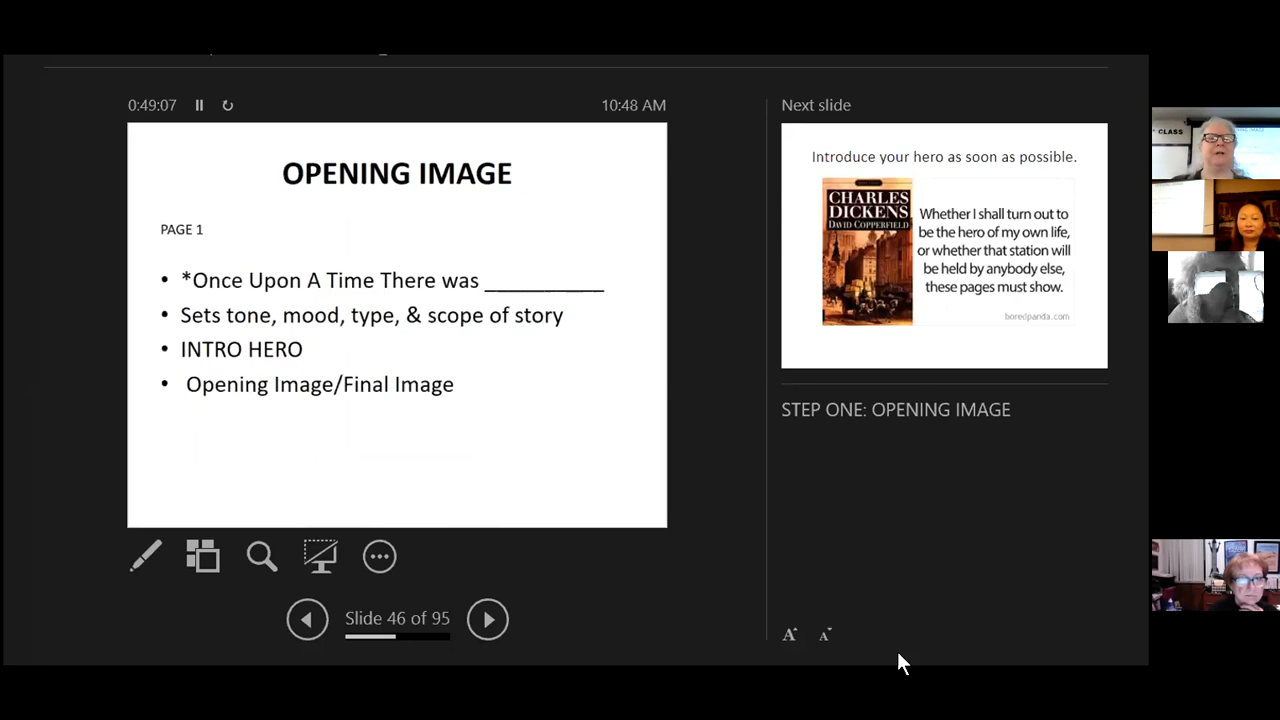 0:49:07
10:48 AM
OPENING IMAGE
PAGE 1
• *Once Upon A Time There was __________
• Sets tone, mood, type, & scope of story
• INTRO HERO
• Opening Image/Final Image
Slide 46 of 95
Next slide
Introduce your hero as soon as possible.
CHARLES
DICKENS
DAVID COPPERFIELD
Whether I shall turn out to
be the hero of my own life,
or whether that station will
be held by anybody else,
these pages must show.
boredpanda.com
STEP ONE: OPENING IMAGE
A A
CLASS